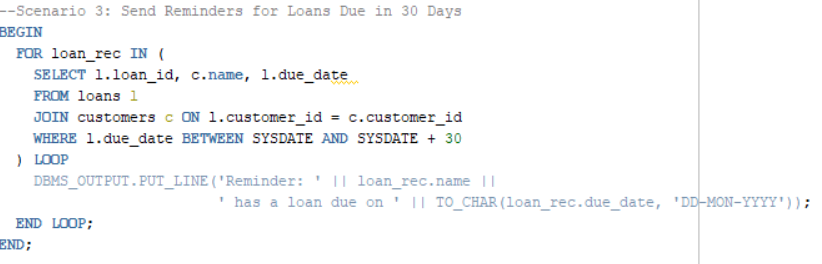 --Scenario 3: Send Reminders for Loans Due in 30 Days
BEGIN
  FOR loan_rec IN (
    SELECT l.loan_id, c.name, l.due_date
    FROM loans l
    JOIN customers c ON l.customer_id = c.customer_id
    WHERE l.due_date BETWEEN SYSDATE AND SYSDATE + 30
  ) LOOP
    DBMS_OUTPUT.PUT_LINE('Reminder: ' || loan_rec.name ||
                         ' has a loan due on ' || TO_CHAR(loan_rec.due_date, 'DD-MON-YYYY'));
  END LOOP;
END;